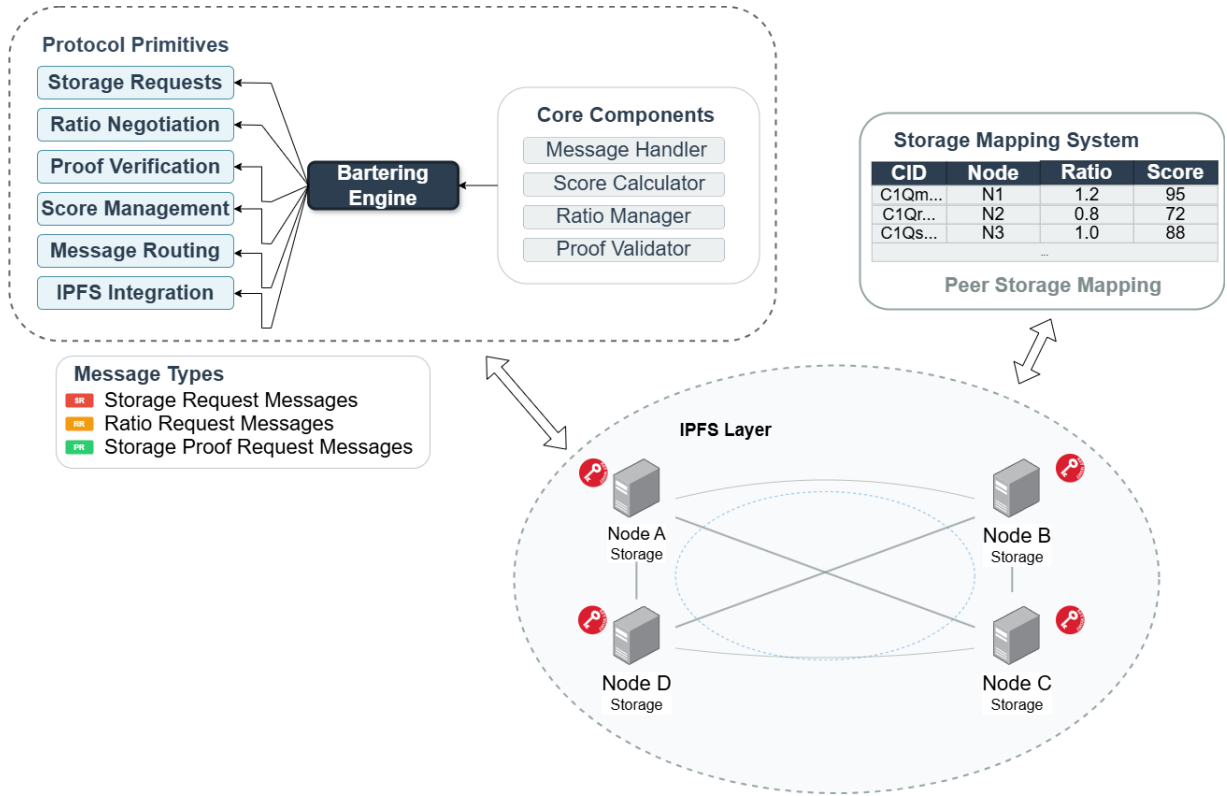 Protocol Primitives
Storage Requests
Ratio Negotiation
Proof Verification
Score Management
Message Routing
IPFS Integration
Bartering
Engine
Core Components
Message Handler
Score Calculator
Ratio Manager
Proof Validator
Storage Mapping System
CID Node Ratio Score
C1Qm... N1 1.2 95
C1Qr... N2 0.8 72
C1Qs... N3 1.0 88
...
Peer Storage Mapping
Message Types
SR Storage Request Messages
RR Ratio Request Messages
PR Storage Proof Request Messages
IPFS Layer
Node A
Storage
Node B
Storage
Node D
Storage
Node C
Storage